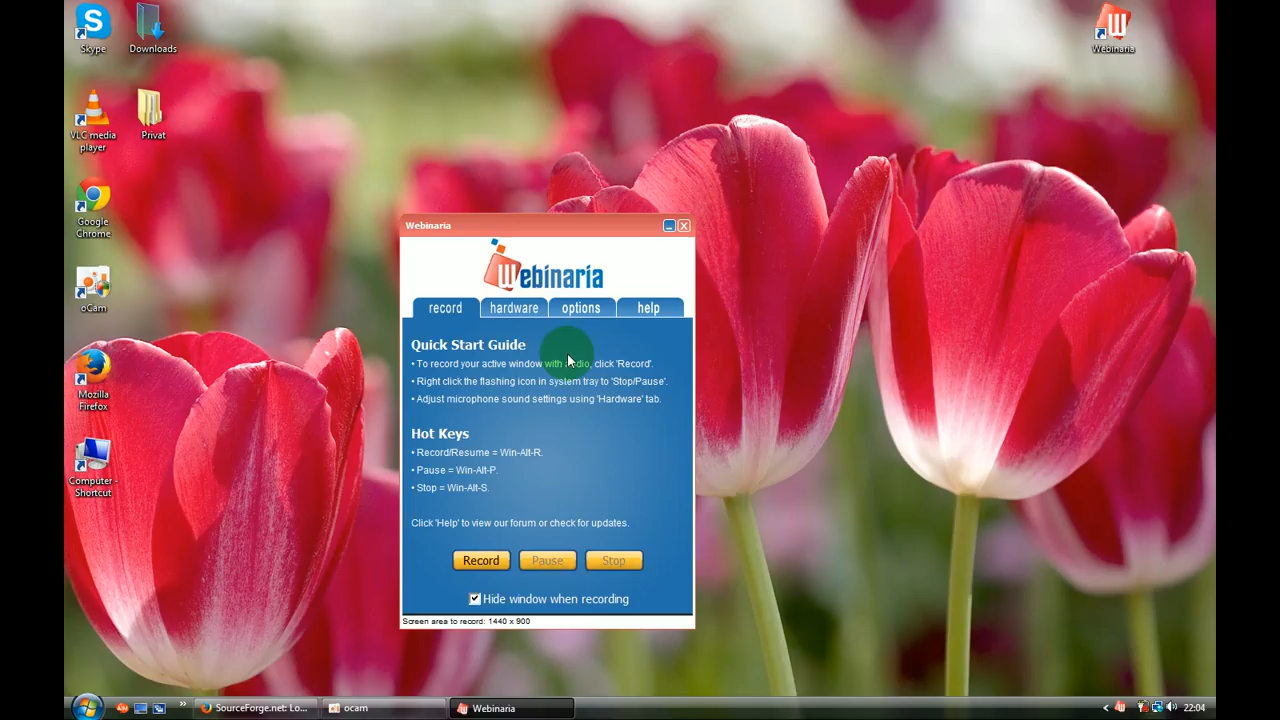 Skype
Downloads
Webinaria
VLC media
player
Privat
Google
Chrome
oCam
Mozilla
Firefox
Computer -
Shortcut
Webinaria
Webinaria
record
hardware
options
help
Quick Start Guide
• To record your active window with audio, click 'Record'.
• Right click the flashing icon in system tray to 'Stop/Pause'.
• Adjust microphone sound settings using 'Hardware' tab.
Hot Keys
• Record/Resume = Win-Alt-R.
• Pause = Win-Alt-P.
• Stop = Win-Alt-S.
Click 'Help' to view our forum or check for updates.
Record
Pause
Stop
Hide window when recording
Screen area to record: 1440 x 900
SourceForge.net: Lo...
ocam
Webinaria
22:04